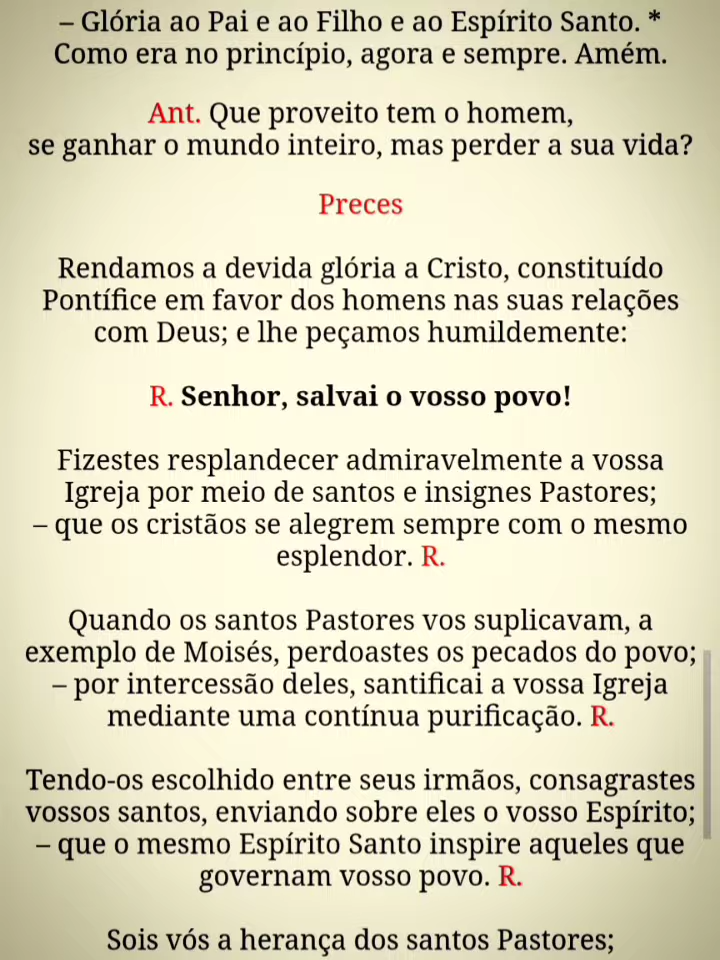 – Glória ao Pai e ao Filho e ao Espírito Santo. *
Como era no princípio, agora e sempre. Amém.
Ant. Que proveito tem o homem,
se ganhar o mundo inteiro, mas perder a sua vida?
Preces
Rendamos a devida glória a Cristo, constituído
Pontífice em favor dos homens nas suas relações
com Deus; e lhe peçamos humildemente:
R. Senhor, salvai o vosso povo!
Fizestes resplandecer admiravelmente a vossa
Igreja por meio de santos e insignes Pastores;
– que os cristãos se alegrem sempre com o mesmo
esplendor. R.
Quando os santos Pastores vos suplicavam, a
exemplo de Moisés, perdoastes os pecados do povo;
– por intercessão deles, santificai a vossa Igreja
mediante uma contínua purificação. R.
Tendo-os escolhido entre seus irmãos, consagrastes
vossos santos, enviando sobre eles o vosso Espírito;
– que o mesmo Espírito Santo inspire aqueles que
governam vosso povo. R.
Sois vós a herança dos santos Pastores;